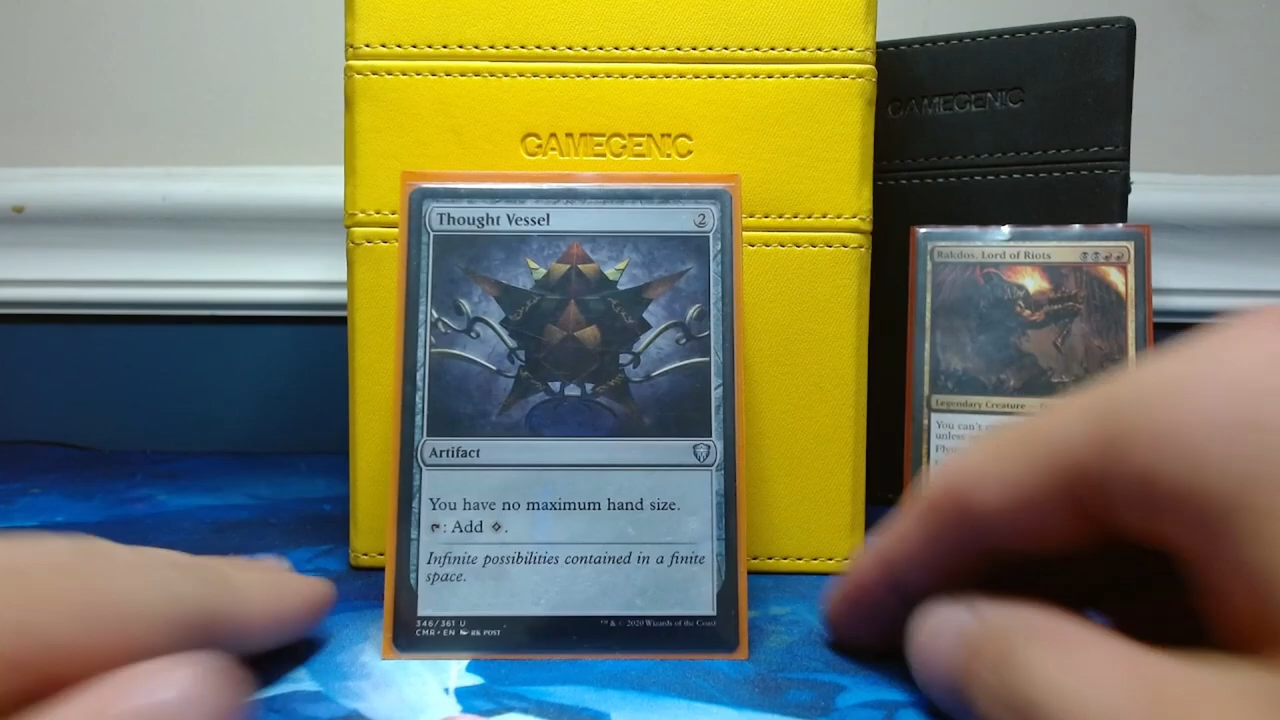 GAMEGENIC
GAMEGENIC
Thought Vessel 2
Artifact
You have no maximum hand size.
: Add .
Infinite possibilities contained in a finite
space.
346/361 U
CMR • EN RK POST
™ & © 2020 Wizards of the Coast
Rakdos, Lord of Riots
Legendary Creature —
You can't
unless